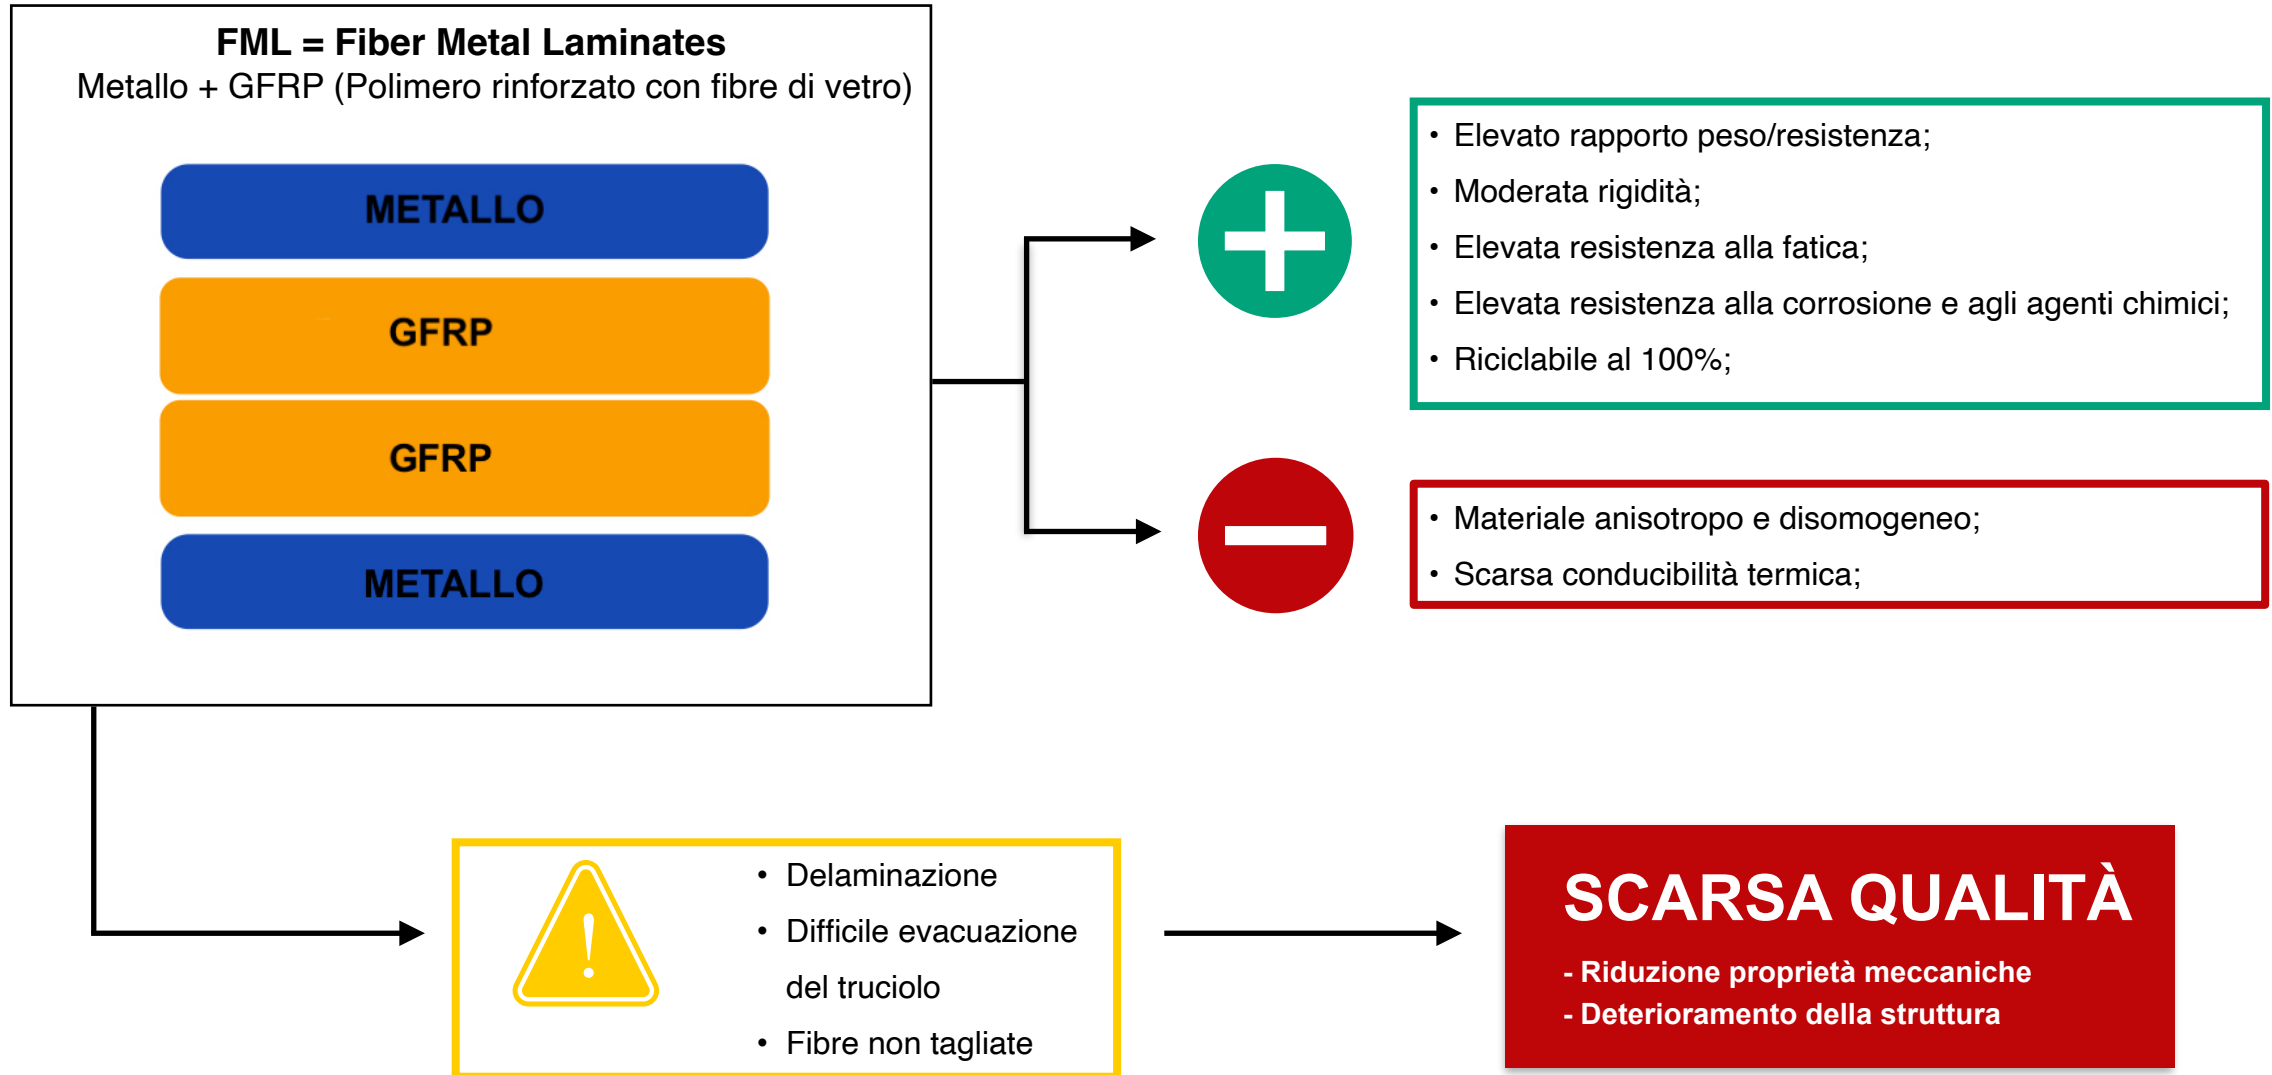 FML = Fiber Metal Laminates
Metallo + GFRP (Polimero rinforzato con fibre di vetro)
METALLO
GFRP
GFRP
METALLO
• Elevato rapporto peso/resistenza;
• Moderata rigidità;
• Elevata resistenza alla fatica;
• Elevata resistenza alla corrosione e agli agenti chimici;
• Riciclabile al 100%;
• Materiale anisotropo e disomogeneo;
• Scarsa conducibilità termica;
!
• Delaminazione
• Difficile evacuazione
del truciolo
• Fibre non tagliate
SCARSA QUALITÀ
- Riduzione proprietà meccaniche
- Deterioramento della struttura